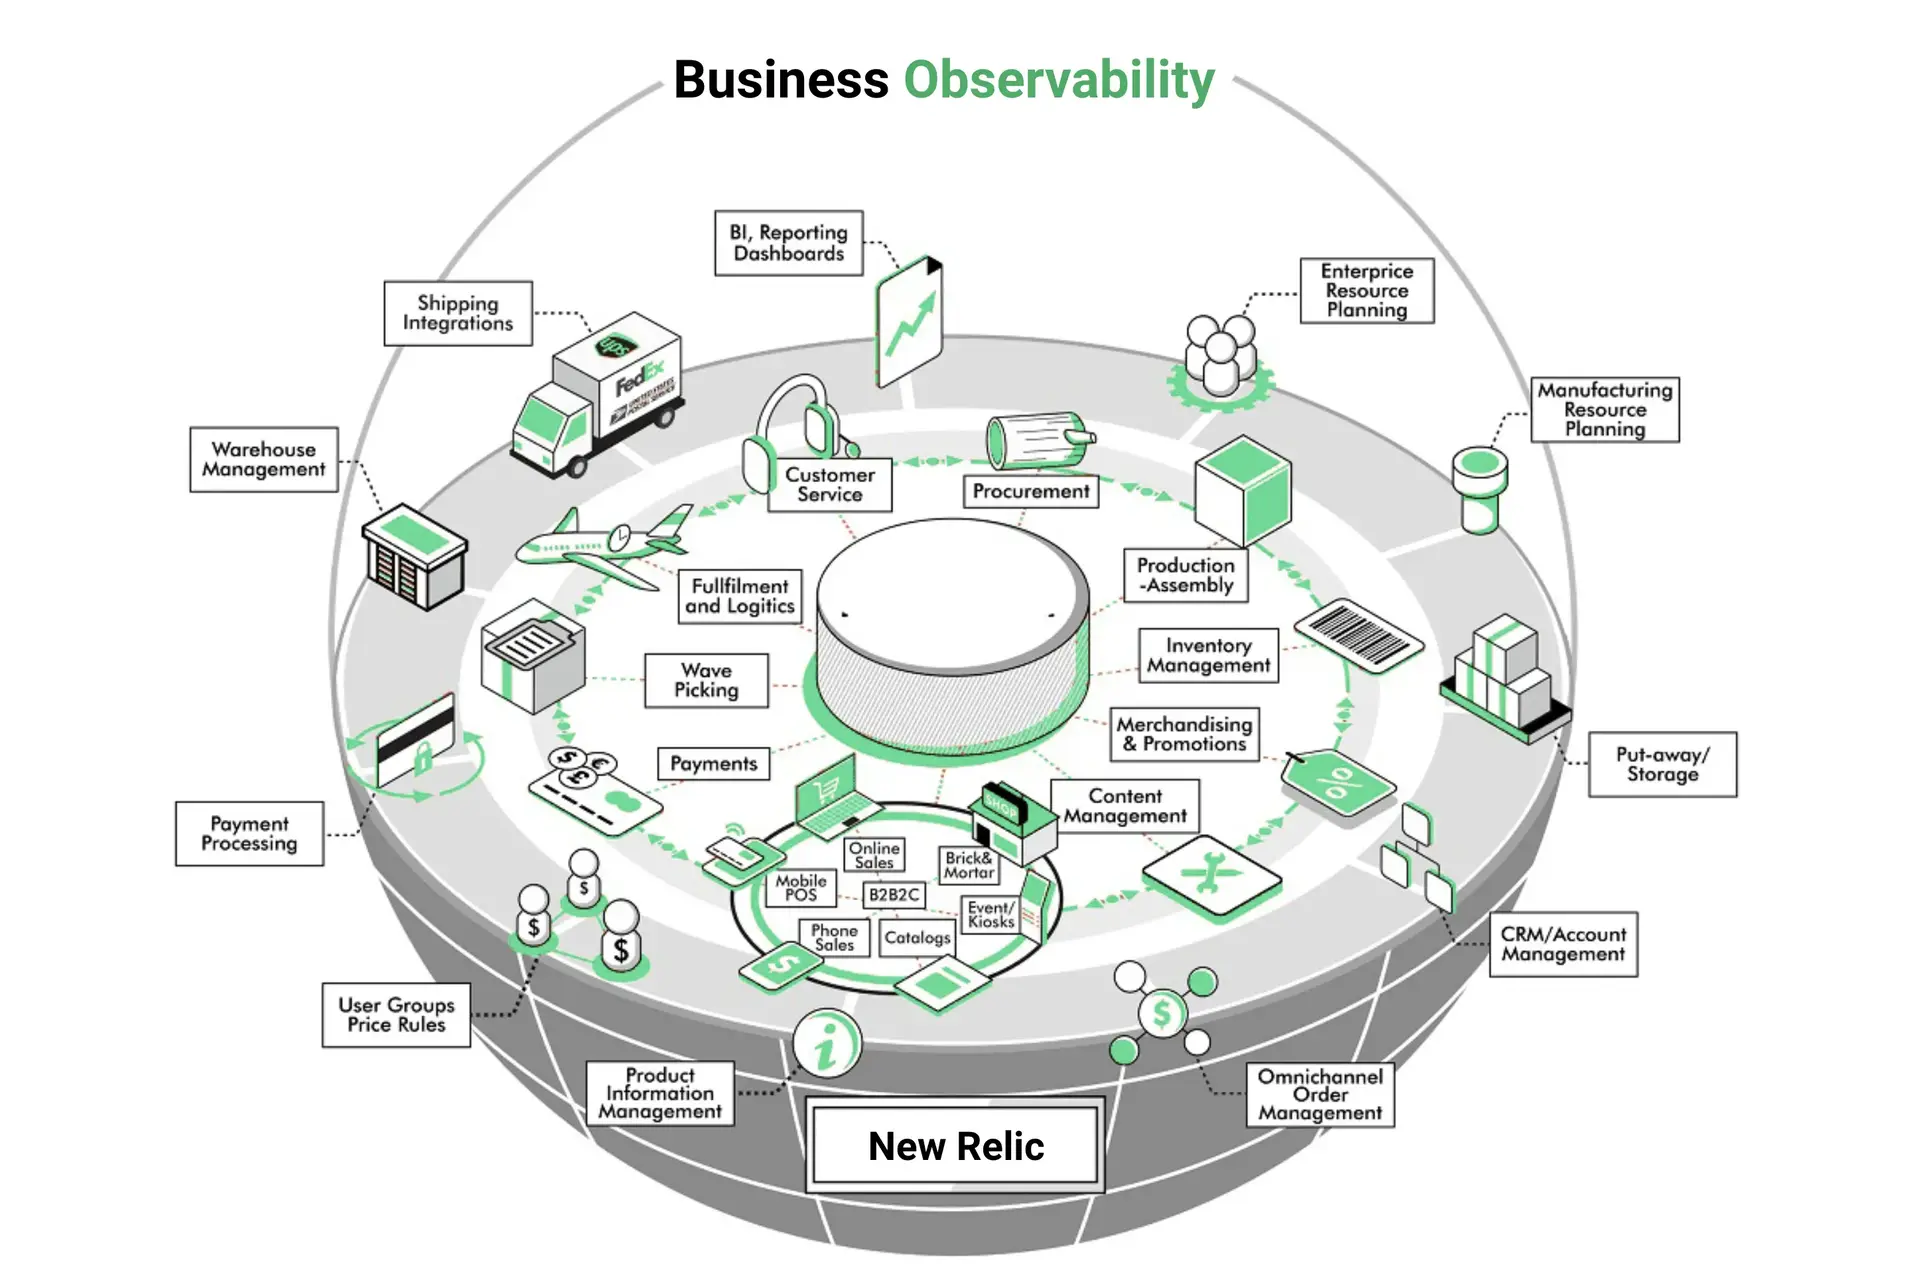 Business Observability
BI, Reporting
Dashboards
Enterprice
Resource
Planning
Shipping
Integrations
ups
FedEx
UNITED STATES
POSTAL SERVICE
Manufacturing
Resource
Planning
Warehouse
Management
Customer
Service
Procurement
Production
-Assembly
Fullfilment
and Logitics
Inventory
Management
Wave
Picking
Merchandising
& Promotions
%
Put-away/
Storage
Payments
$ € £
Content
Management
Payment
Processing
SHOP
Online
Sales
Brick&
Mortar
Mobile
POS
B2B2C
Event/
Kiosks
Phone
Sales
Catalogs
$
$
$
$
CRM/Account
Management
User Groups
Price Rules
i
$
Product
Information
Management
Omnichannel
Order
Management
New Relic